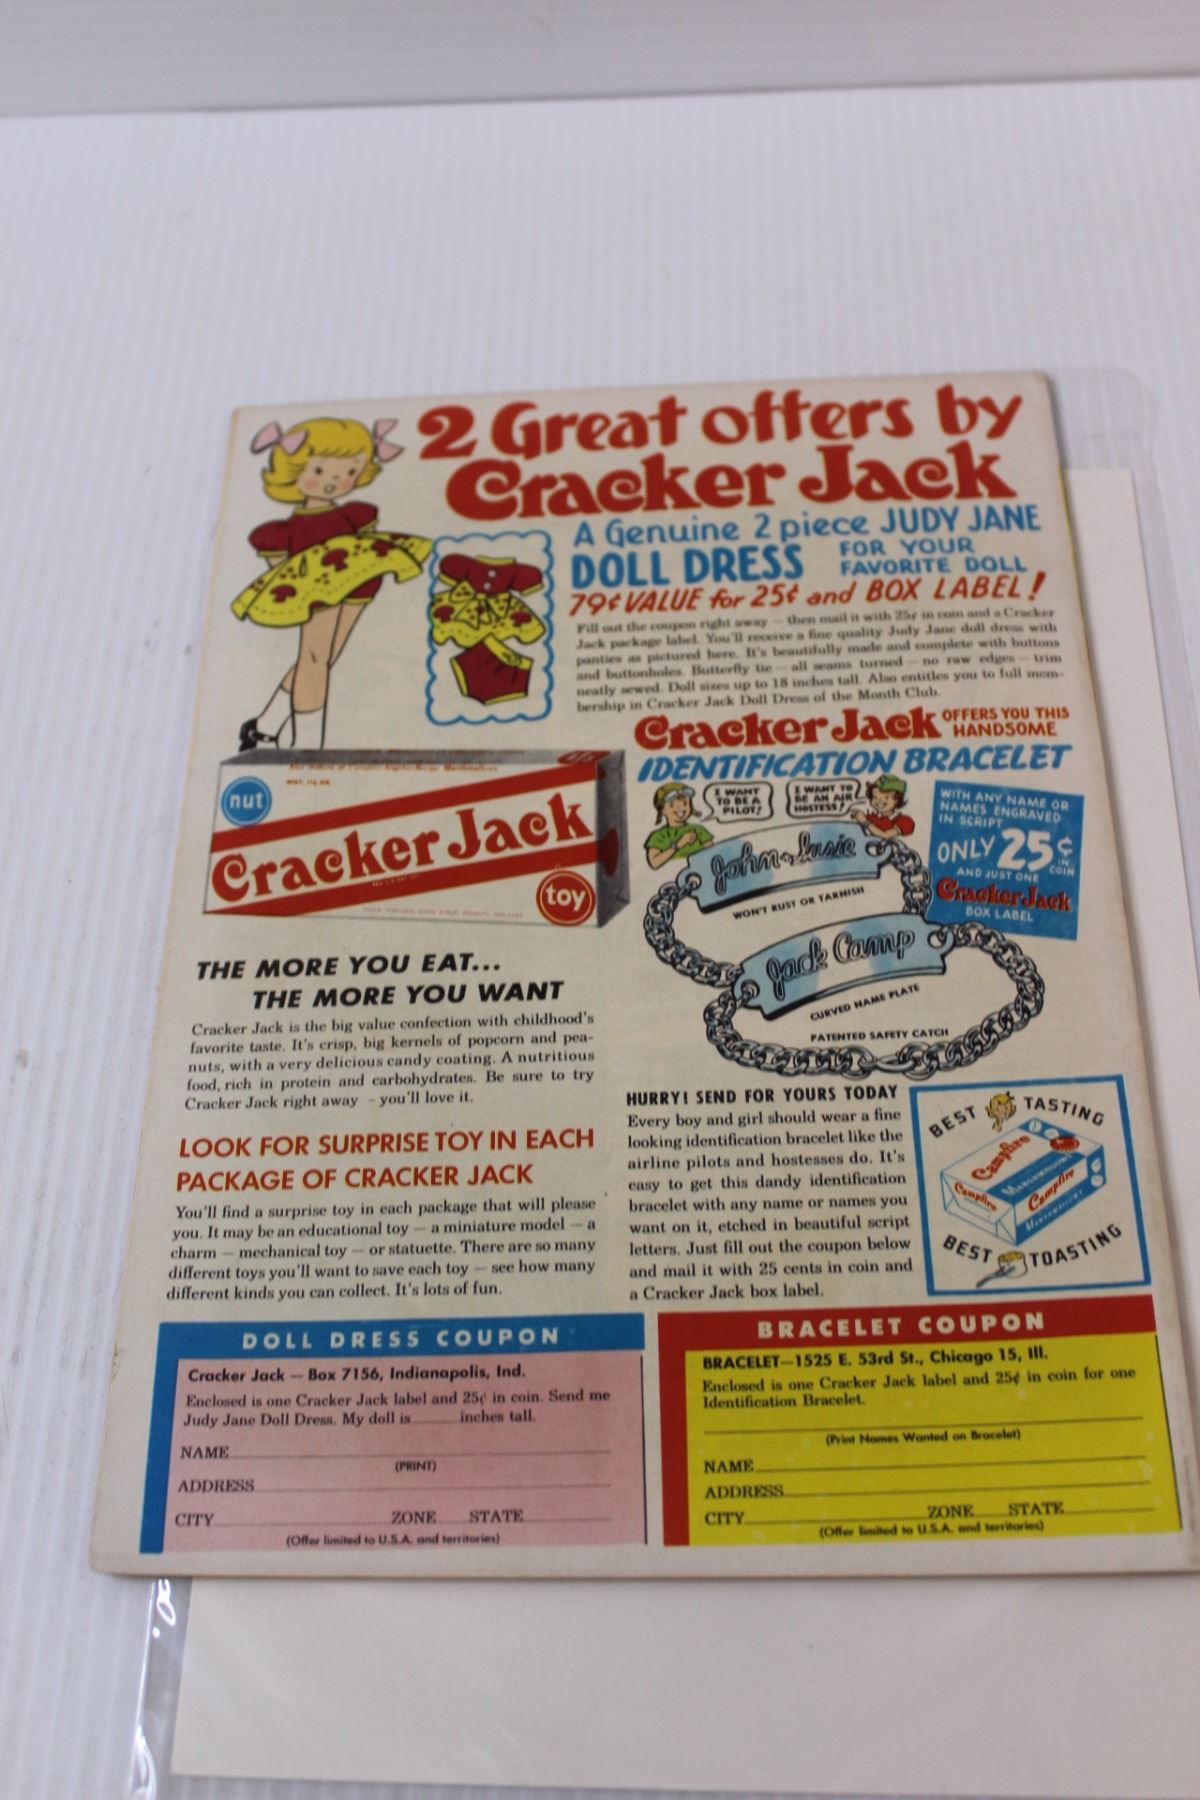 2 Great offers by
Cracker Jack
A Genuine 2 piece JUDY JANE
DOLL DRESS
FOR YOUR
FAVORITE DOLL
79¢ VALUE for 25¢ and BOX LABEL!
Fill out the coupon right away — then mail it with 25¢ in coin and a Cracker
Jack package label. You'll receive a fine quality Judy Jane doll dress with
panties as pictured here. It's beautifully made and complete with buttons
and buttonholes. Butterfly tie — all seams turned — no raw edges — trim
neatly sewed. Doll sizes up to 18 inches tall. Also entitles you to full mem-
bership in Cracker Jack Doll Dress of the Month Club.
Cracker Jack OFFERS YOU THIS
HANDSOME
IDENTIFICATION BRACELET
I WANT
TO BE A
PILOT!
I WANT TO
BE AN AIR
HOSTESS!
WITH ANY NAME OR
NAMES ENGRAVED
IN SCRIPT
ONLY 25¢
IN
COIN
AND JUST ONE
Cracker Jack
BOX LABEL
John & Susie
WON'T RUST OR TARNISH
Jack Camp
CURVED NAME PLATE
PATENTED SAFETY CATCH
nut
Cracker Jack
toy
THE MORE YOU EAT...
THE MORE YOU WANT
Cracker Jack is the big value confection with childhood's
favorite taste. It's crisp, big kernels of popcorn and pea-
nuts, with a very delicious candy coating. A nutritious
food, rich in protein and carbohydrates. Be sure to try
Cracker Jack right away – you'll love it.
LOOK FOR SURPRISE TOY IN EACH
PACKAGE OF CRACKER JACK
You'll find a surprise toy in each package that will please
you. It may be an educational toy — a miniature model — a
charm — mechanical toy — or statuette. There are so many
different toys you'll want to save each toy — see how many
different kinds you can collect. It's lots of fun.
HURRY! SEND FOR YOURS TODAY
Every boy and girl should wear a fine
looking identification bracelet like the
airline pilots and hostesses do. It's
easy to get this dandy identification
bracelet with any name or names you
want on it, etched in beautiful script
letters. Just fill out the coupon below
and mail it with 25 cents in coin and
a Cracker Jack box label.
BEST TASTING
Campfire
Campfire
MARSHMALLOWS
Campfire
MARSHMALLOWS
BEST TOASTING
DOLL DRESS COUPON
Cracker Jack — Box 7156, Indianapolis, Ind.
Enclosed is one Cracker Jack label and 25¢ in coin. Send me
Judy Jane Doll Dress. My doll is ______ inches tall.
NAME
(PRINT)
ADDRESS
CITY ZONE STATE
(Offer limited to U.S.A. and territories)
BRACELET COUPON
BRACELET—1525 E. 53rd St., Chicago 15, Ill.
Enclosed is one Cracker Jack label and 25¢ in coin for one
Identification Bracelet.
(Print Names Wanted on Bracelet)
NAME
ADDRESS
CITY ZONE STATE
(Offer limited to U.S.A. and territories)